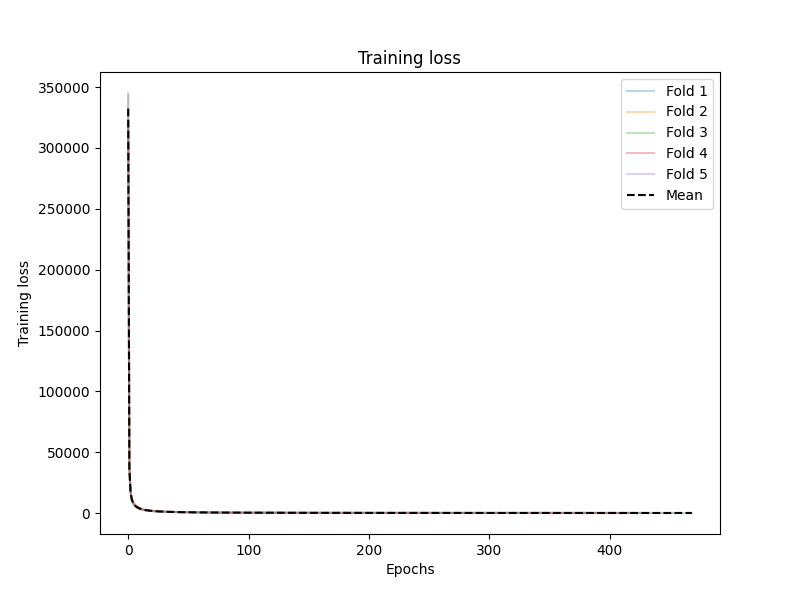 Training loss
350000
300000
250000
200000
150000
100000
50000
0
Training loss
0
100
200
300
400
Epochs
Fold 1
Fold 2
Fold 3
Fold 4
Fold 5
Mean